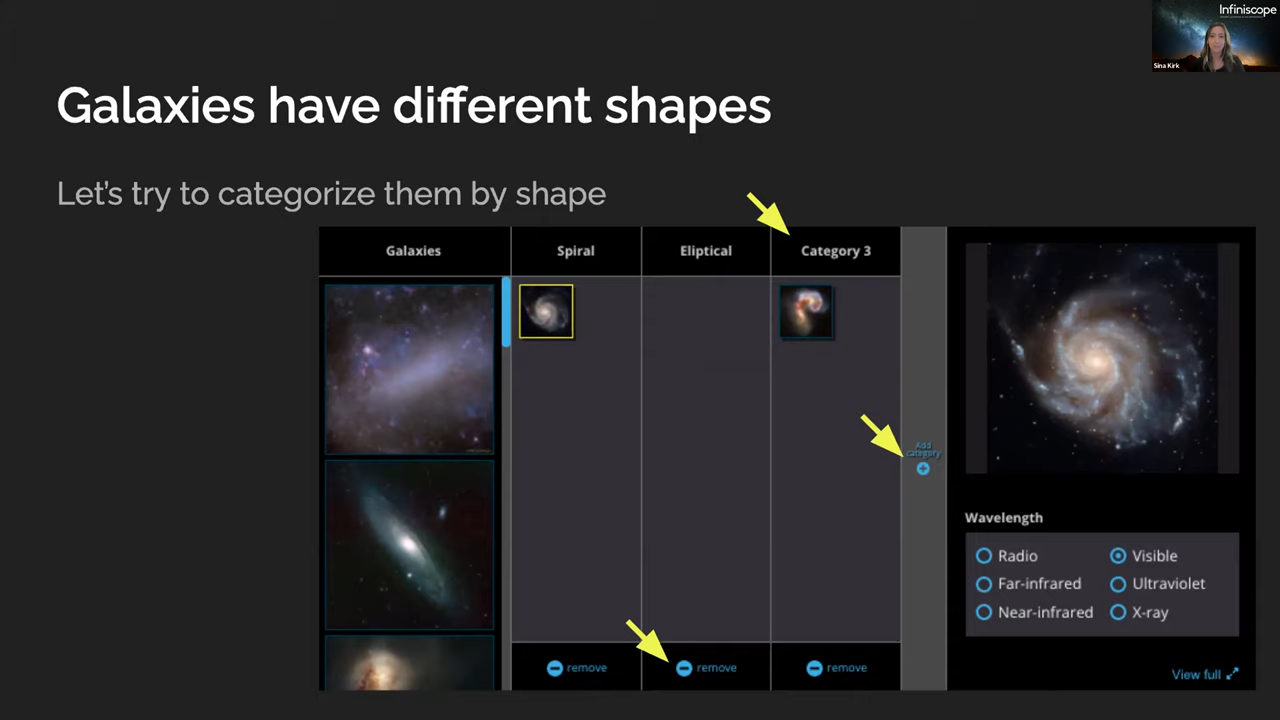 Infiniscope
Sina Kirk
Galaxies have different shapes
Let's try to categorize them by shape
Galaxies
Spiral
Eliptical
Category 3
Add
category
remove
remove
remove
Wavelength
Radio
Visible
Far-infrared
Ultraviolet
Near-infrared
X-ray
View full